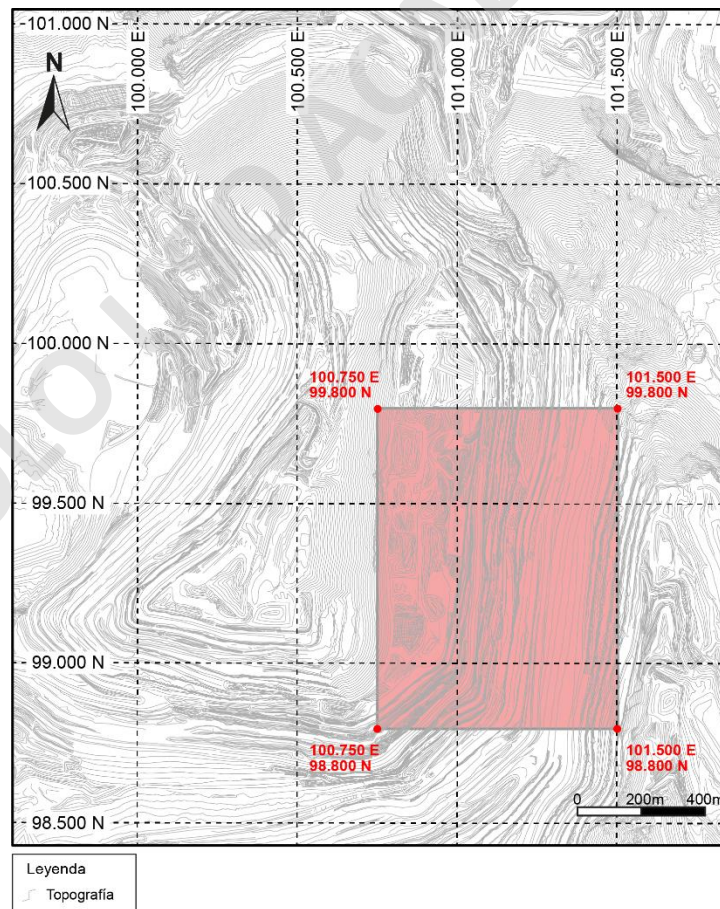 101.000 N
100.000 E
100.500 E
101.000 E
101.500 E
N
100.500 N
100.000 N
100.750 E
99.800 N
101.500 E
99.800 N
99.500 N
99.000 N
100.750 E
98.800 N
101.500 E
98.800 N
0 200m 400m
98.500 N
Leyenda
Topografía